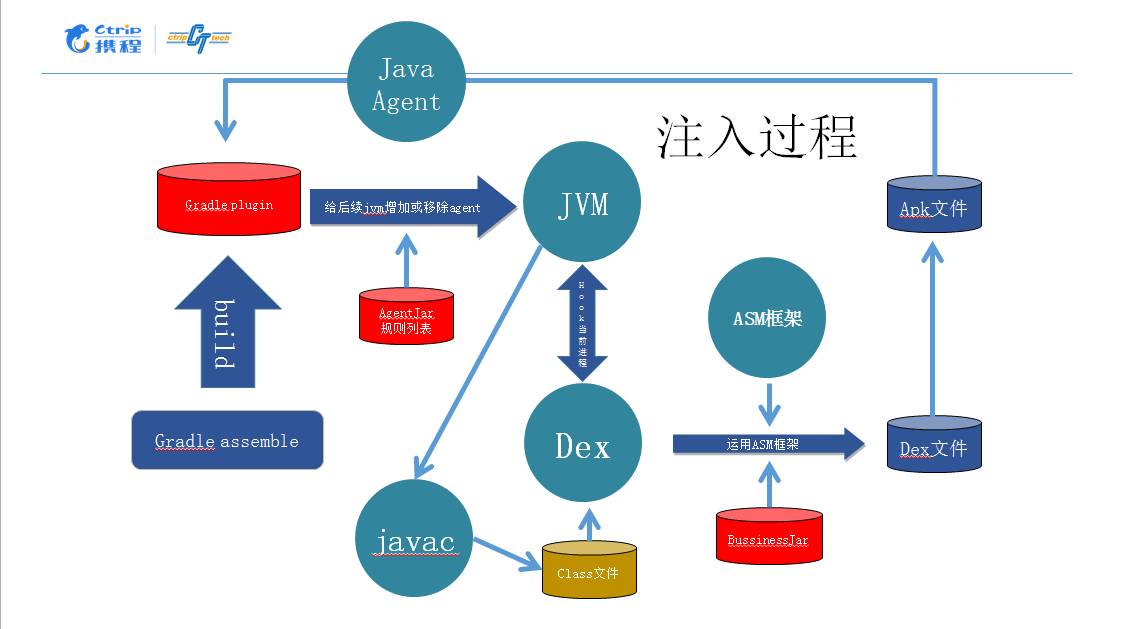 Ctrip
携程
ctrip CT tech
Java
Agent
注入过程
Gradle plugin
给后续jvm增加或移除agent
JVM
Apk文件
AgentJar
规则列表
Hook当前进程
ASM框架
build
Gradle assemble
Dex
运用ASM框架
Dex文件
javac
Class文件
BussinessJar